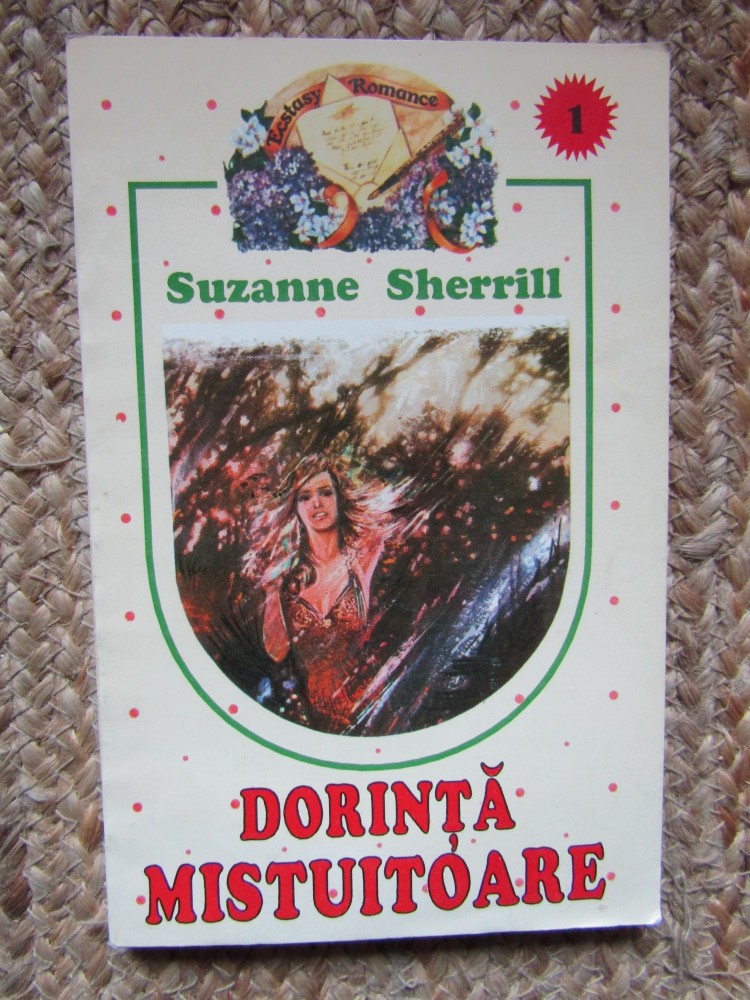 Ecstasy Romance
1
Suzanne Sherrill
DORINȚĂ
MISTUITOARE